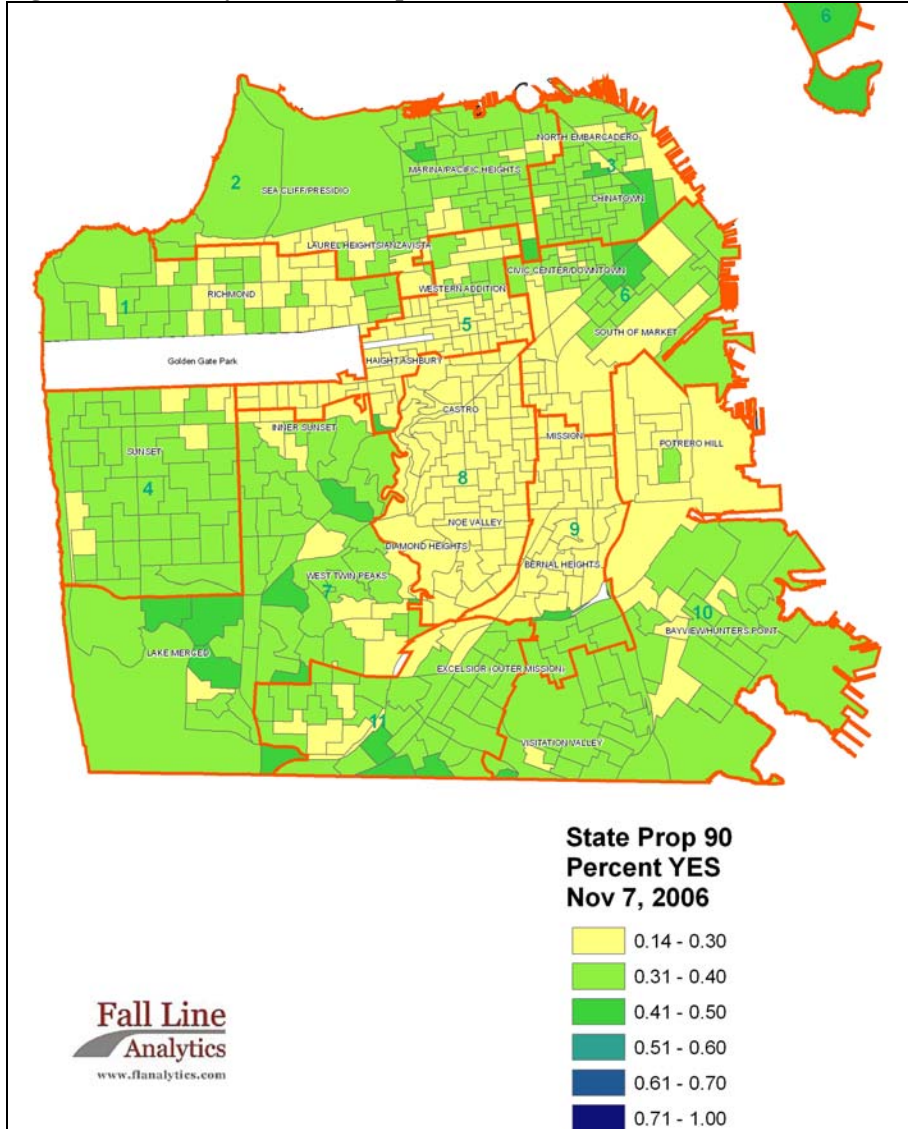 6
NORTH EMBARCADERO
3
MARINA/PACIFIC HEIGHTS
2
SEA CLIFF/PRESIDIO
CHINATOWN
LAUREL HEIGHTS/ANZAVISTA
CIVIC CENTER/DOWNTOWN
WESTERN ADDITION
RICHMOND
1
6
5
SOUTH OF MARKET
Golden Gate Park
HAIGHT ASHBURY
CASTRO
INNER SUNSET
MISSION
POTRERO HILL
SUNSET
4
8
NOE VALLEY
9
DIAMOND HEIGHTS
BERNAL HEIGHTS
WEST TWIN PEAKS
7
10
BAYVIEW/HUNTERS POINT
LAKE MERCED
EXCELSIOR (OUTER MISSION)
11
VISITATION VALLEY
State Prop 90
Percent YES
Nov 7, 2006
0.14 - 0.30
0.31 - 0.40
0.41 - 0.50
0.51 - 0.60
0.61 - 0.70
0.71 - 1.00
Fall Line
Analytics
www.flanalytics.com